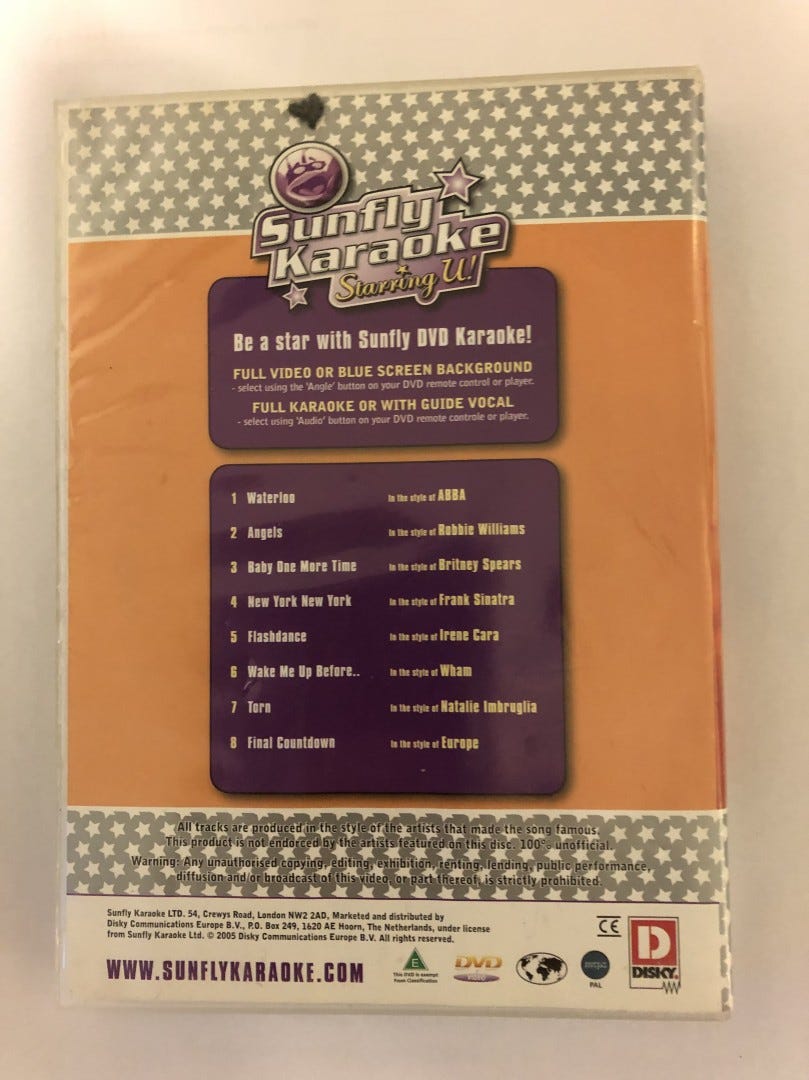 Sunfly
Karaoke
Starring U!
Be a star with Sunfly DVD Karaoke!
FULL VIDEO OR BLUE SCREEN BACKGROUND
- select using the 'Angle' button on your DVD remote control or player.
FULL KARAOKE OR WITH GUIDE VOCAL
- select using 'Audio' button on your DVD remote controle or player.
1 Waterloo In the style of ABBA
2 Angels In the style of Robbie Williams
3 Baby One More Time In the style of Britney Spears
4 New York New York In the style of Frank Sinatra
5 Flashdance In the style of Irene Cara
6 Wake Me Up Before.. In the style of Wham
7 Torn In the style of Natalie Imbruglia
8 Final Countdown In the style of Europe
All tracks are produced in the style of the artists that made the song famous.
This product is not endorsed by the artists featured on this disc. 100% unofficial.
Warning: Any unauthorised copying, editing, exhibition, renting, lending, public performance,
diffusion and/or broadcast of this video, or part thereof, is strictly prohibited.
Sunfly Karaoke LTD. 54, Crewys Road, London NW2 2AD, Marketed and distributed by
Disky Communications Europe B.V., P.O. Box 249, 1620 AE Hoorn, The Netherlands, under license
from Sunfly Karaoke Ltd. © 2005 Disky Communications Europe B.V. All rights reserved.
WWW.SUNFLYKARAOKE.COM
E
This DVD is exempt
From Classification
DVD
VIDEO
PAL
CE
D
DISKY.